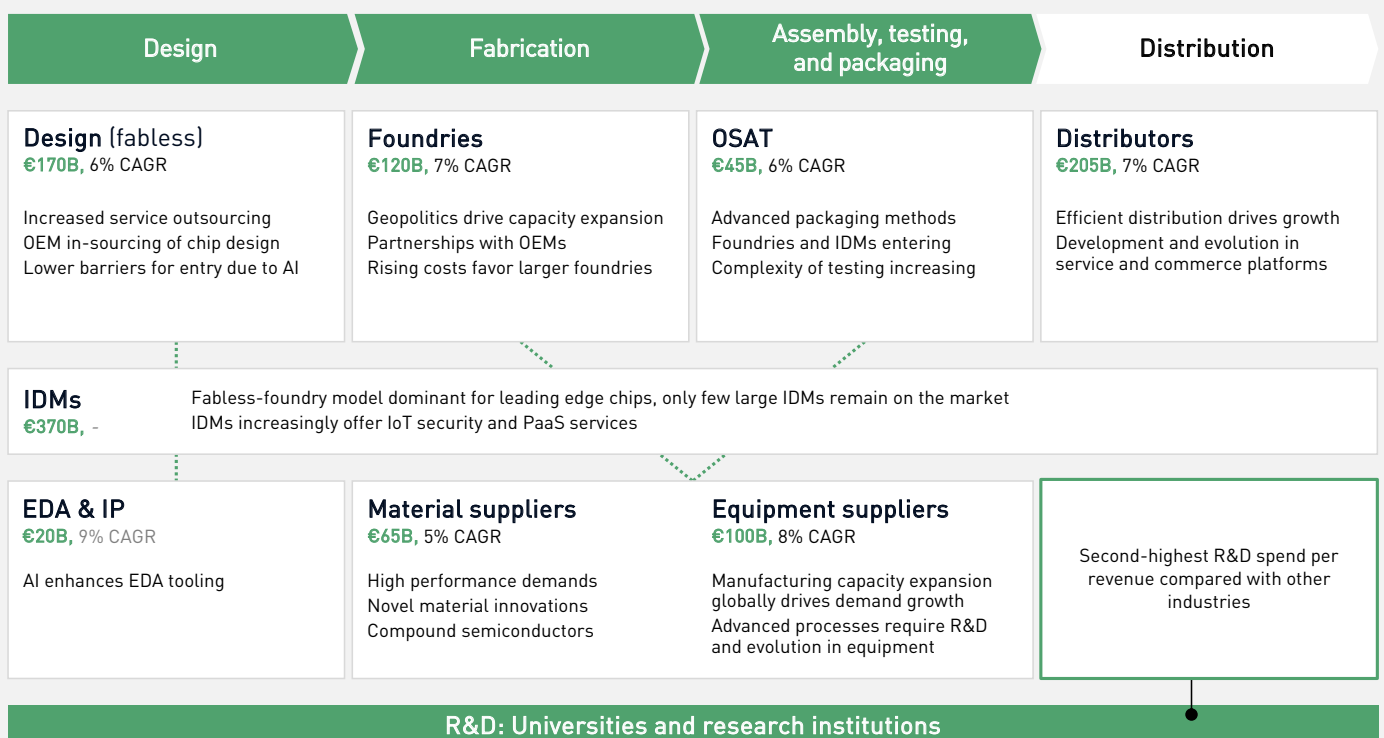 Design
Fabrication
Assembly, testing,
and packaging
Distribution
Design (fabless)
€170B, 6% CAGR
Increased service outsourcing
OEM in-sourcing of chip design
Lower barriers for entry due to AI
Foundries
€120B, 7% CAGR
Geopolitics drive capacity expansion
Partnerships with OEMs
Rising costs favor larger foundries
OSAT
€45B, 6% CAGR
Advanced packaging methods
Foundries and IDMs entering
Complexity of testing increasing
Distributors
€205B, 7% CAGR
Efficient distribution drives growth
Development and evolution in
service and commerce platforms
IDMs
€370B, -
Fabless-foundry model dominant for leading edge chips, only few large IDMs remain on the market
IDMs increasingly offer IoT security and PaaS services
EDA & IP
€20B, 9% CAGR
AI enhances EDA tooling
Material suppliers
€65B, 5% CAGR
High performance demands
Novel material innovations
Compound semiconductors
Equipment suppliers
€100B, 8% CAGR
Manufacturing capacity expansion
globally drives demand growth
Advanced processes require R&D
and evolution in equipment
Second-highest R&D spend per
revenue compared with other
industries
R&D: Universities and research institutions